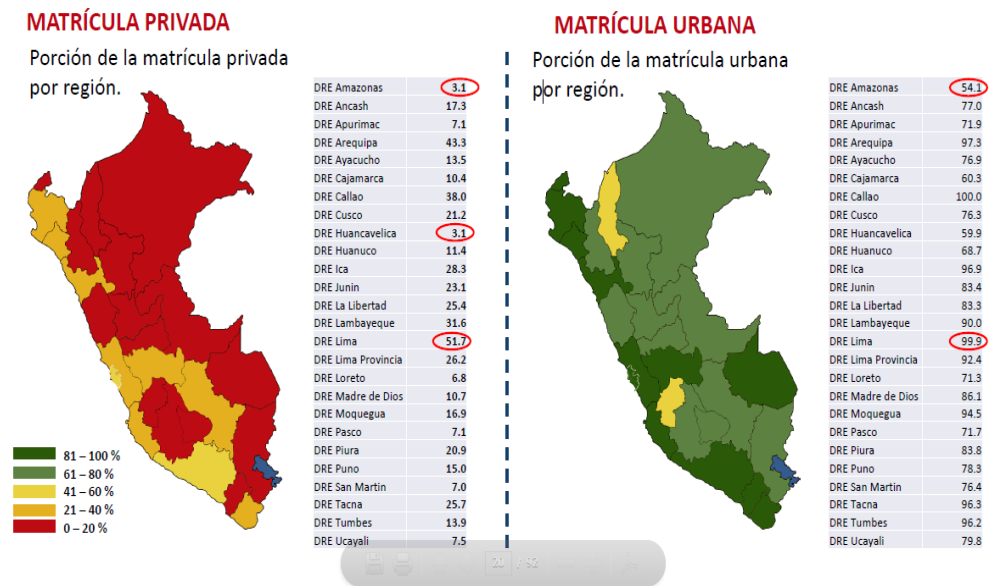 MATRÍCULA PRIVADA
Porción de la matrícula privada
por región.
DRE Amazonas 3.1
DRE Ancash 17.3
DRE Apurimac 7.1
DRE Arequipa 43.3
DRE Ayacucho 13.5
DRE Cajamarca 10.4
DRE Callao 38.0
DRE Cusco 21.2
DRE Huancavelica 3.1
DRE Huanuco 11.4
DRE Ica 28.3
DRE Junin 23.1
DRE La Libertad 25.4
DRE Lambayeque 31.6
DRE Lima 51.7
DRE Lima Provincia 26.2
DRE Loreto 6.8
DRE Madre de Dios 10.7
DRE Moquegua 16.9
DRE Pasco 7.1
DRE Piura 20.9
DRE Puno 15.0
DRE San Martin 7.0
DRE Tacna 25.7
DRE Tumbes 13.9
DRE Ucayali 7.5
81 – 100 %
61 – 80 %
41 – 60 %
21 – 40 %
0 – 20 %
MATRÍCULA URBANA
Porción de la matrícula urbana
por región.
DRE Amazonas 54.1
DRE Ancash 77.0
DRE Apurimac 71.9
DRE Arequipa 97.3
DRE Ayacucho 76.9
DRE Cajamarca 60.3
DRE Callao 100.0
DRE Cusco 76.3
DRE Huancavelica 59.9
DRE Huanuco 68.7
DRE Ica 96.9
DRE Junin 83.4
DRE La Libertad 83.3
DRE Lambayeque 90.0
DRE Lima 99.9
DRE Lima Provincia 92.4
DRE Loreto 71.3
DRE Madre de Dios 86.1
DRE Moquegua 94.5
DRE Pasco 71.7
DRE Piura 83.8
DRE Puno 78.3
DRE San Martin 76.4
DRE Tacna 96.3
DRE Tumbes 96.2
DRE Ucayali 79.8